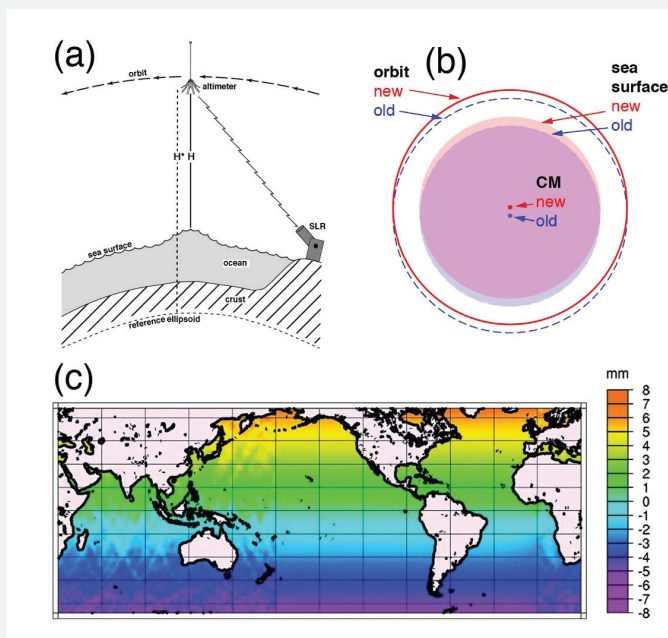 (a)
orbit
altimeter
H* H
SLR
sea surface
ocean
crust
reference ellipsoid
(b)
orbit
new
old
sea
surface
new
old
CM
new
old
(c)
mm
8
7
6
5
4
3
2
1
0
-1
-2
-3
-4
-5
-6
-7
-8